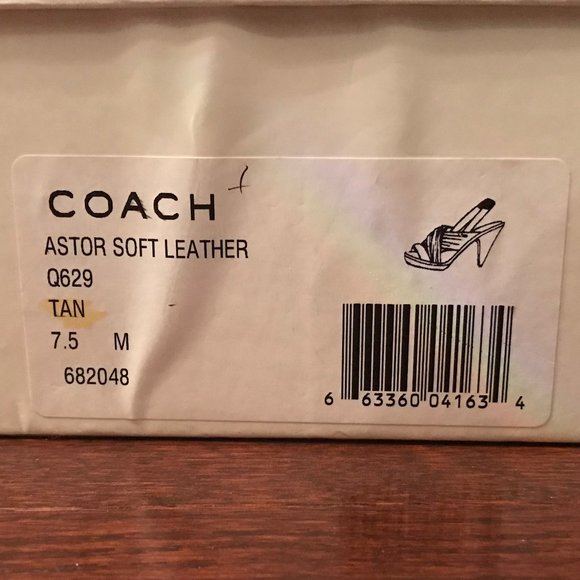 COACH
ASTOR SOFT LEATHER
Q629
TAN
7.5 M
682048
6 63360 04163 4